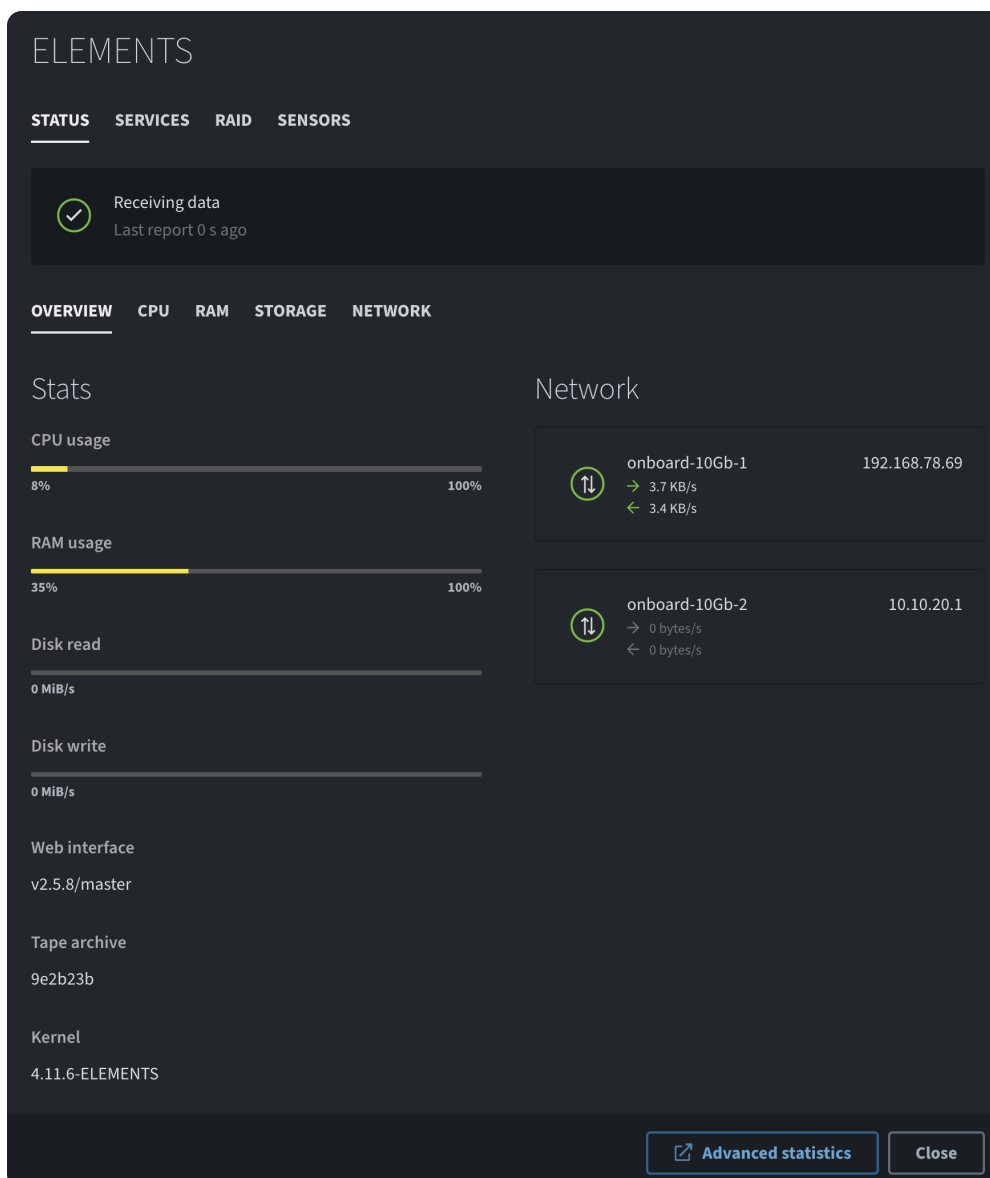 ELEMENTS
STATUS SERVICES RAID SENSORS
Receiving data
Last report 0 s ago
OVERVIEW CPU RAM STORAGE NETWORK
Stats
CPU usage
8% 100%
RAM usage
35% 100%
Disk read
0 MiB/s
Disk write
0 MiB/s
Web interface
v2.5.8/master
Tape archive
9e2b23b
Kernel
4.11.6-ELEMENTS
Network
onboard-10Gb-1 192.168.78.69
→ 3.7 KB/s
← 3.4 KB/s
onboard-10Gb-2 10.10.20.1
→ 0 bytes/s
← 0 bytes/s
Advanced statistics Close